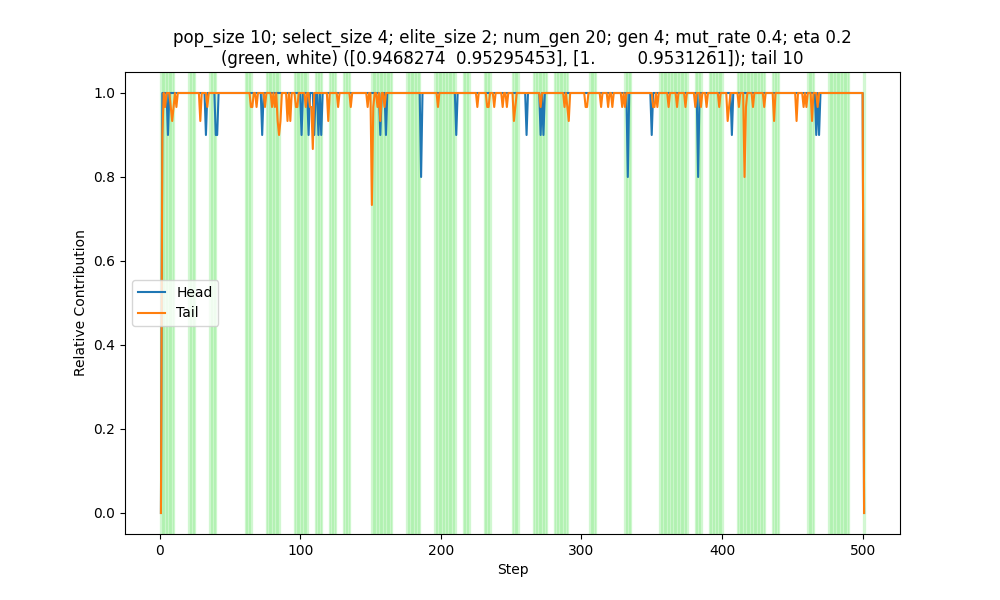 pop_size 10; select_size 4; elite_size 2; num_gen 20; gen 4; mut_rate 0.4; eta 0.2
(green, white) ([0.9468274  0.95295453], [1.         0.9531261]); tail 10
Relative Contribution
1.0
0.8
0.6
0.4
0.2
0.0
Head
Tail
0
100
200
300
400
500
Step